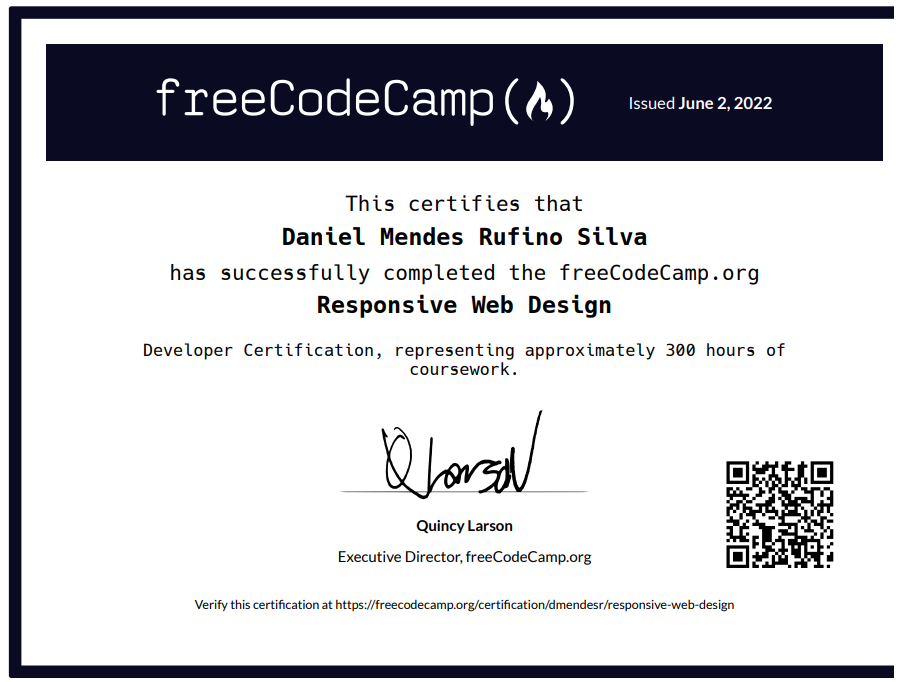 freeCodeCamp
Issued June 2, 2022
This certifies that
Daniel Mendes Rufino Silva
has successfully completed the freeCodeCamp.org
Responsive Web Design
Developer Certification, representing approximately 300 hours of
coursework.
Q Larson
Quincy Larson
Executive Director, freeCodeCamp.org
Verify this certification at https://freecodecamp.org/certification/dmendesr/responsive-web-design